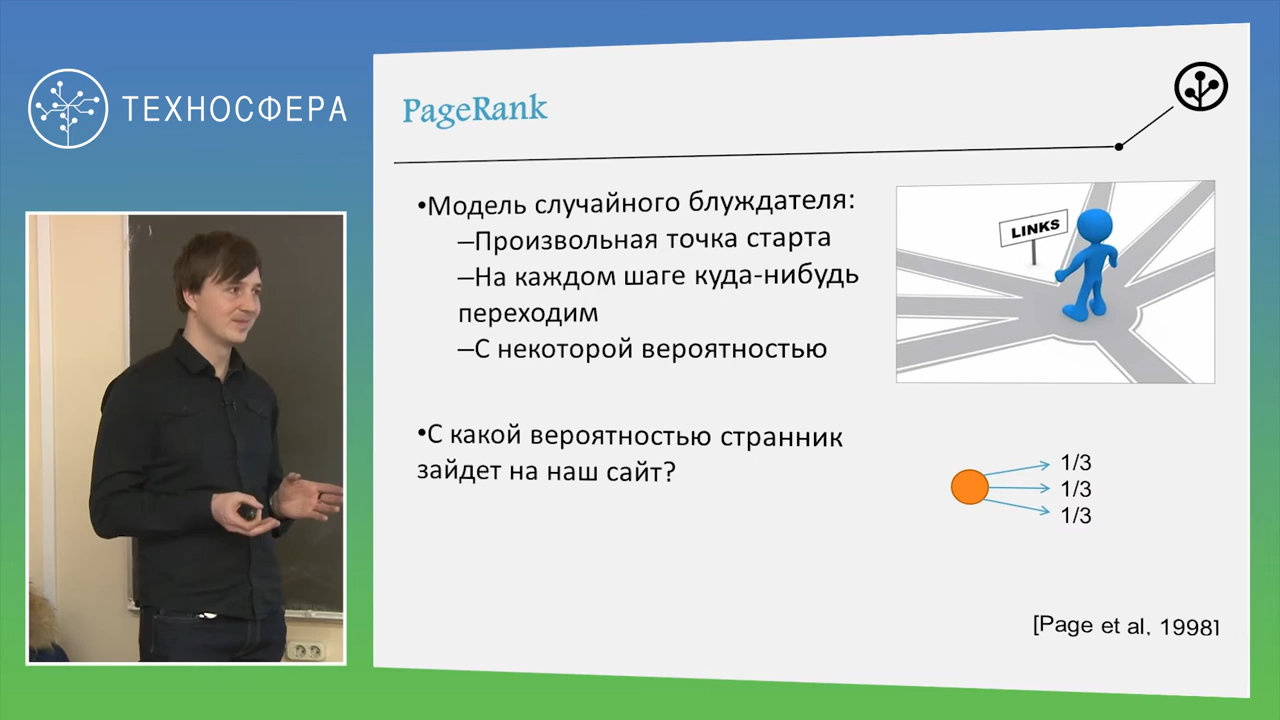 ТЕХНОСФЕРА
PageRank
•Модель случайного блуждателя:
–Произвольная точка старта
–На каждом шаге куда-нибудь
переходим
–С некоторой вероятностью
LINKS
•С какой вероятностью странник
зайдет на наш сайт?
1/3
1/3
1/3
[Page et al, 1998]